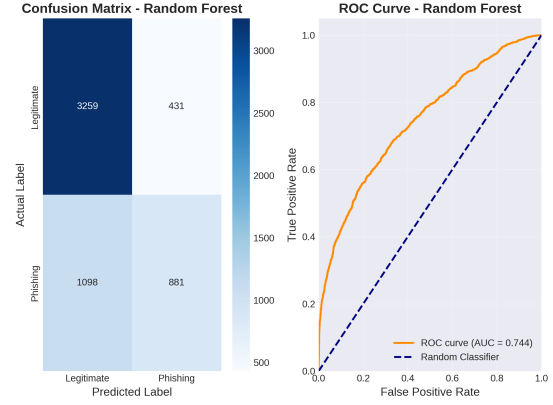 Confusion Matrix - Random Forest
Actual Label
Legitimate
Phishing
3259
431
1098
881
Legitimate
Phishing
Predicted Label
3000
2500
2000
1500
1000
500
ROC Curve - Random Forest
True Positive Rate
1.0
0.8
0.6
0.4
0.2
0.0
ROC curve (AUC = 0.744)
Random Classifier
0.0
0.2
0.4
0.6
0.8
1.0
False Positive Rate